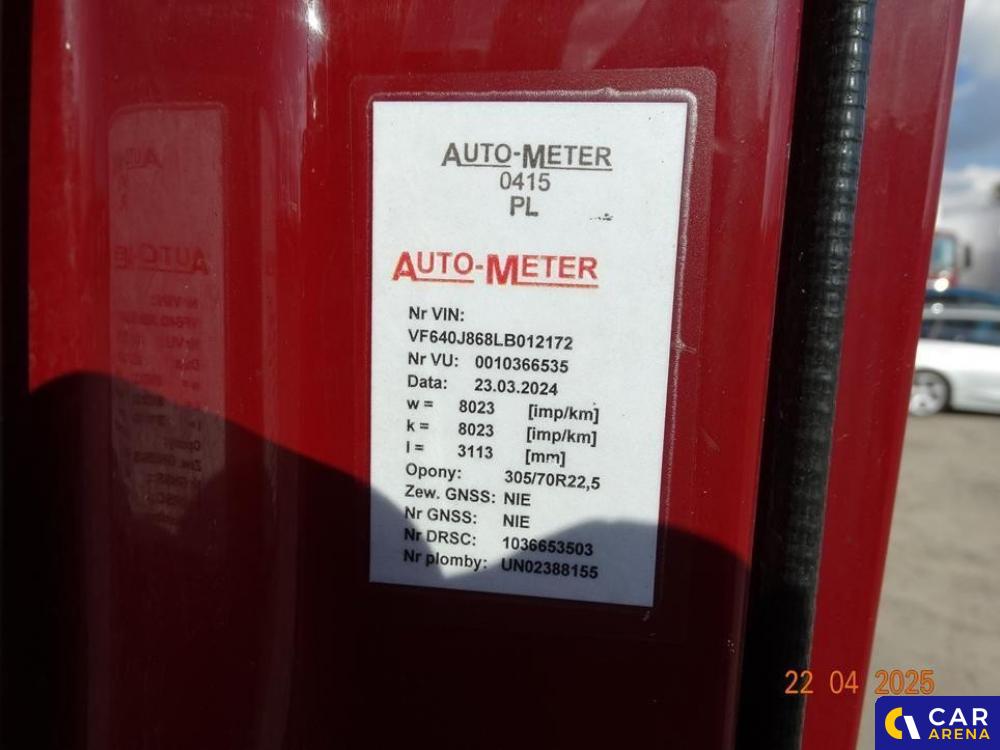 AUTO-METER
0415
PL
AUTO-METER
Nr VIN:
VF640J868LB012172
Nr VU: 0010366535
Data: 23.03.2024
w = 8023 [imp/km]
k = 8023 [imp/km]
l = 3113 [mm]
Opony: 305/70R22,5
Zew. GNSS: NIE
Nr GNSS: NIE
Nr DRSC: 1036653503
Nr plomby: UN02388155
22 04 2025
CAR
ARENA